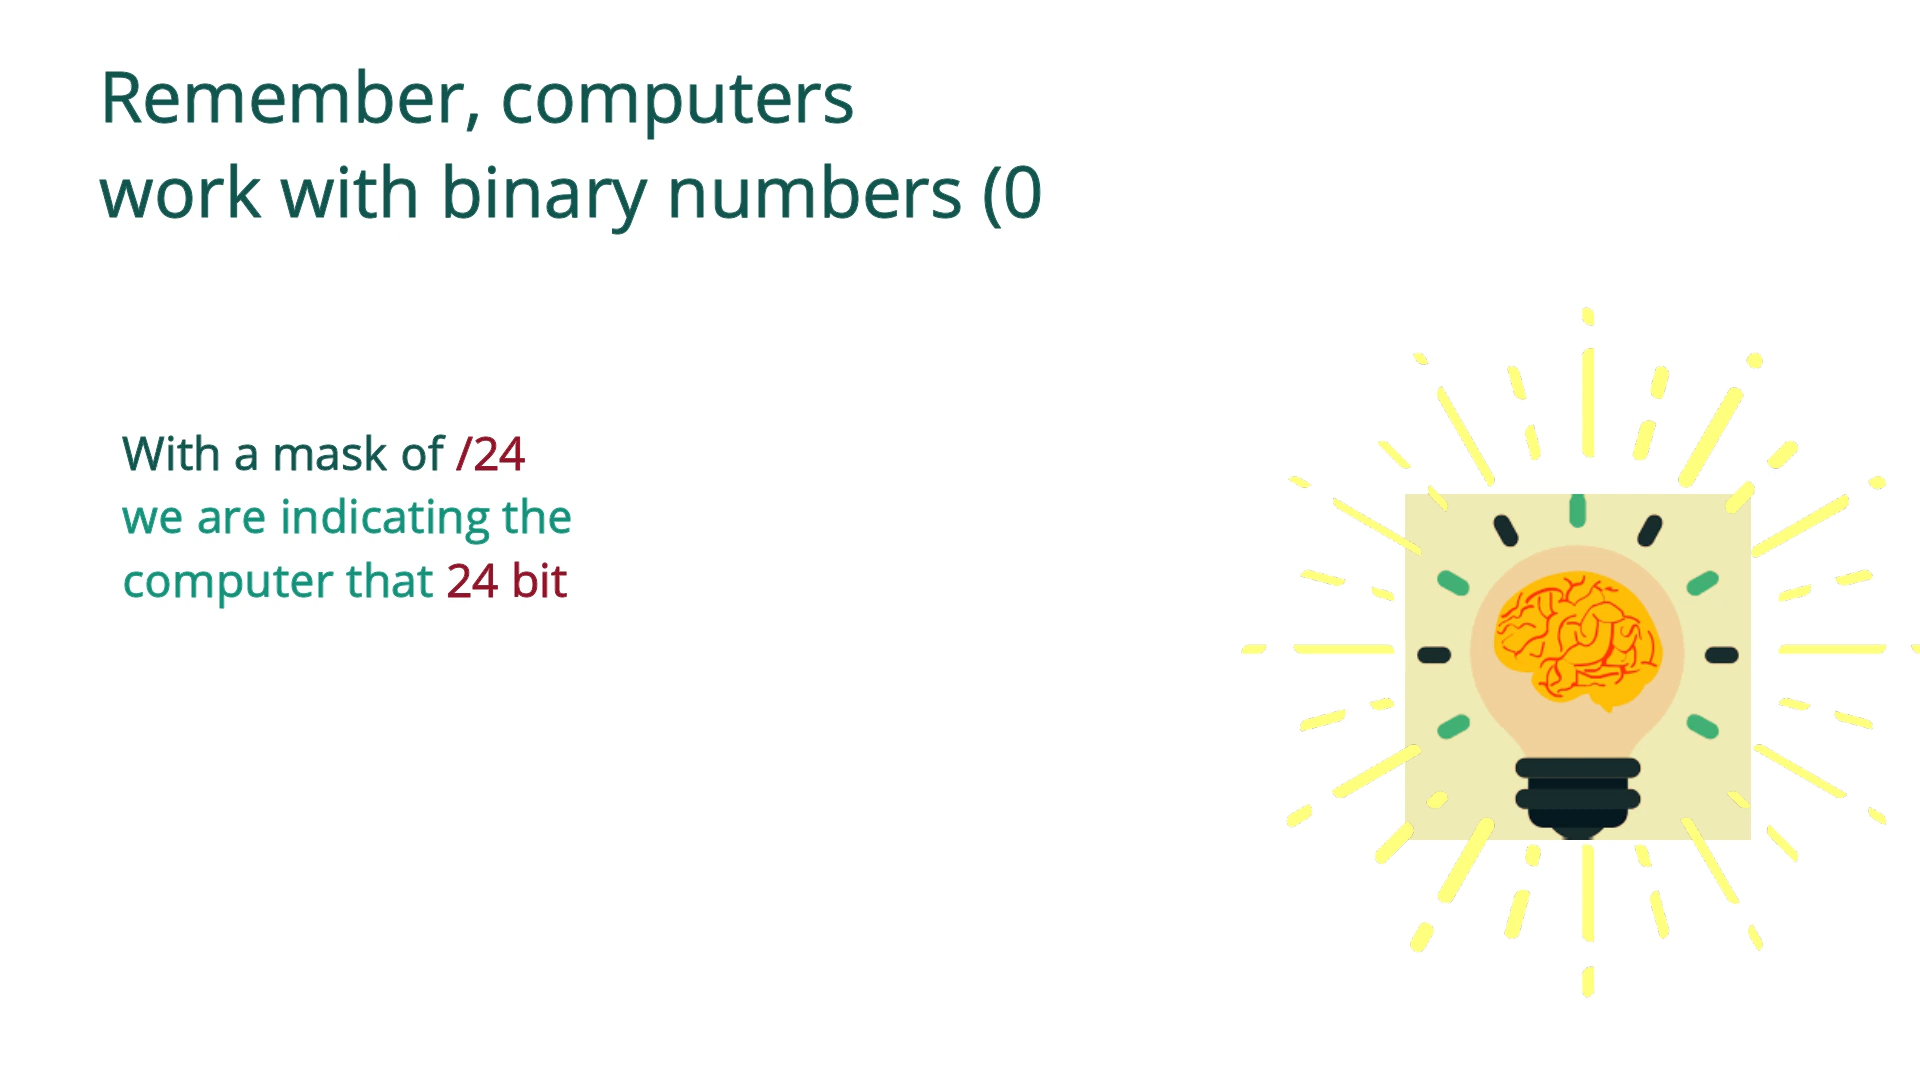 Remember, computers
work with binary numbers (0
With a mask of /24
we are indicating the
computer that 24 bit